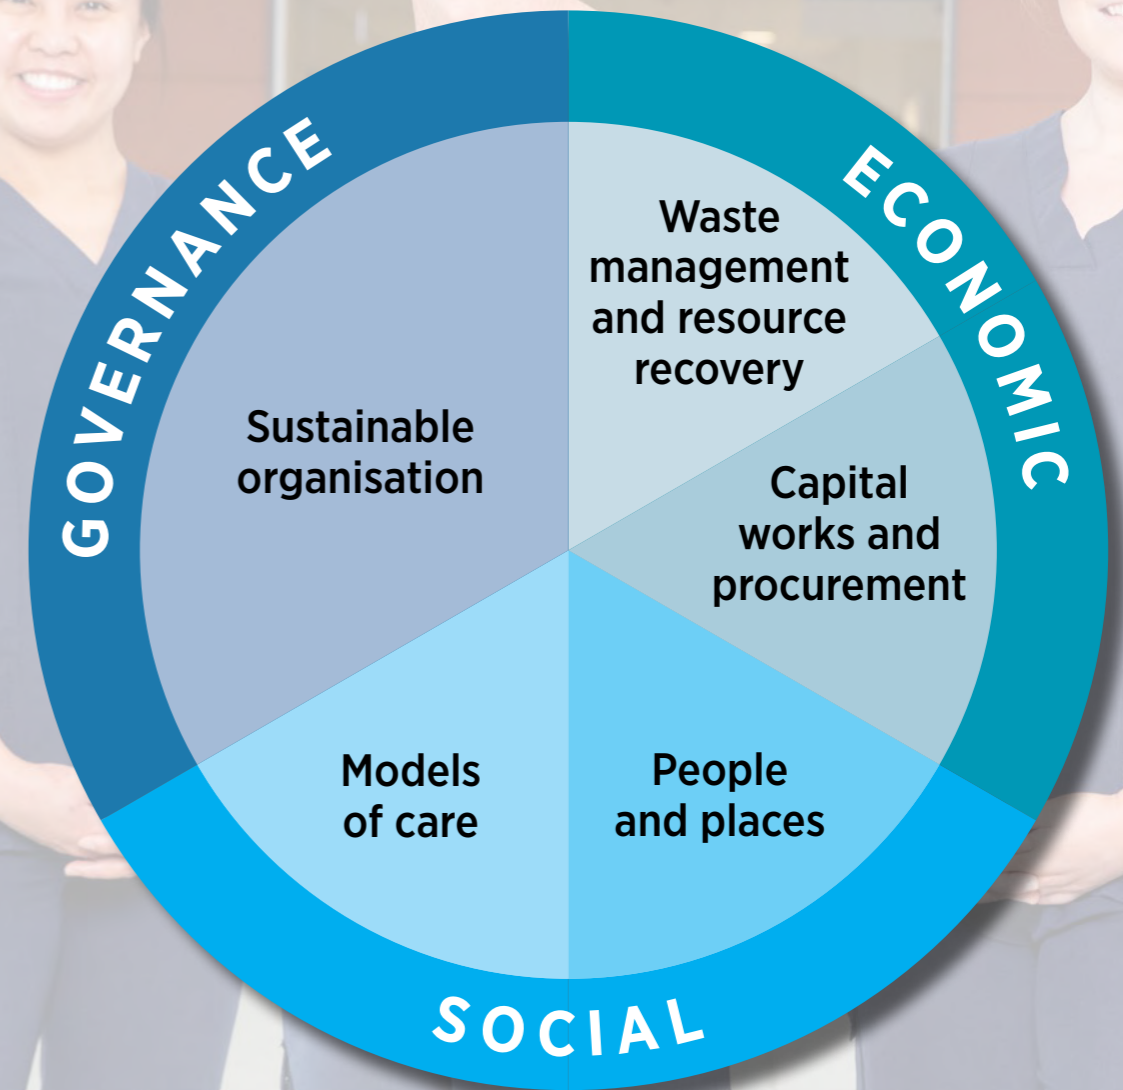 GOVERNANCE
ECONOMIC
Waste
management
and resource
recovery
Sustainable
organisation
Capital
works and
procurement
Models
of care
People
and places
SOCIAL